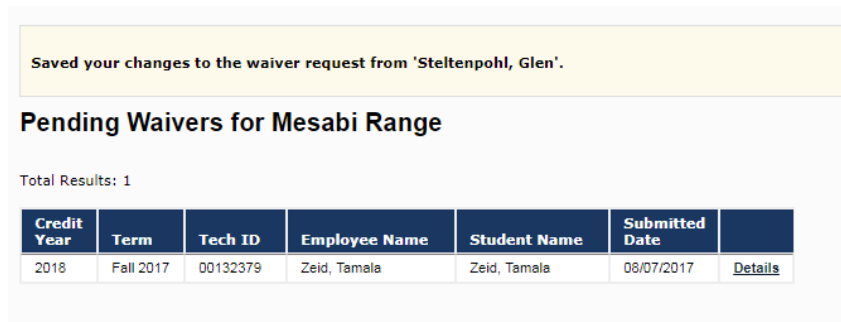 Saved your changes to the waiver request from 'Steltenpohl, Glen'.
Pending Waivers for Mesabi Range
Total Results: 1
Credit Year Term Tech ID Employee Name Student Name Submitted Date
2018 Fall 2017 00132379 Zeid, Tamala Zeid, Tamala 08/07/2017 Details